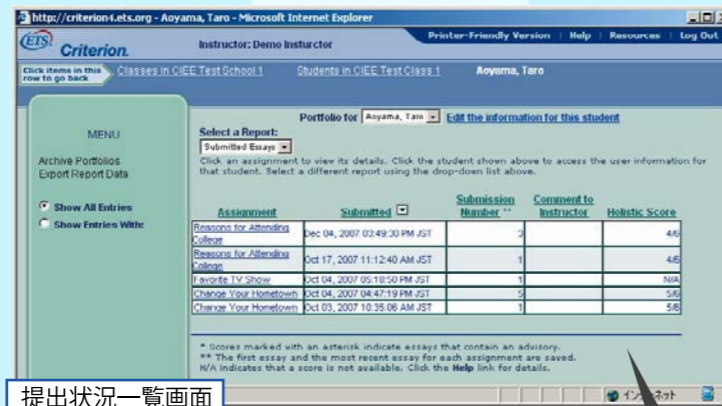 http://criterion4.ets.org - Aoyama, Taro - Microsoft Internet Explorer
ETS Criterion. Instructor: Demo Insturctor Printer-Friendly Version Help Resources Log Out
Click items in this row to go back Classes in CIEE Test School 1 Students in CIEE Test Class 1 Aoyama, Taro
Portfolio for Aoyama, Taro Edit the information for this student
MENU
Archive Portfolios
Export Report Data
Show All Entries
Show Entries With:
Select a Report:
Submitted Essays
Click an assignment to view its details. Click the student shown above to access the user information for
that student. Select a different report using the drop-down list above.
Assignment Submitted Submission Number ** Comment to Instructor Holistic Score
Reasons for Attending College Dec 04, 2007 03:49:30 PM JST 3 4/6
Reasons for Attending College Oct 17, 2007 11:12:40 AM JST 1 4/6
Favorite TV Show Oct 04, 2007 05:18:50 PM JST 1 N/A
Change Your Hometown Oct 04, 2007 04:47:19 PM JST 5 5/6
Change Your Hometown Oct 03, 2007 10:35:06 AM JST 1 5/6
* Scores marked with an asterisk indicate essays that contain an advisory.
** The first essay and the most recent essay for each assignment are saved.
N/A indicates that a score is not available. Click the Help link for details.
インターネット
提出状況一覧画面